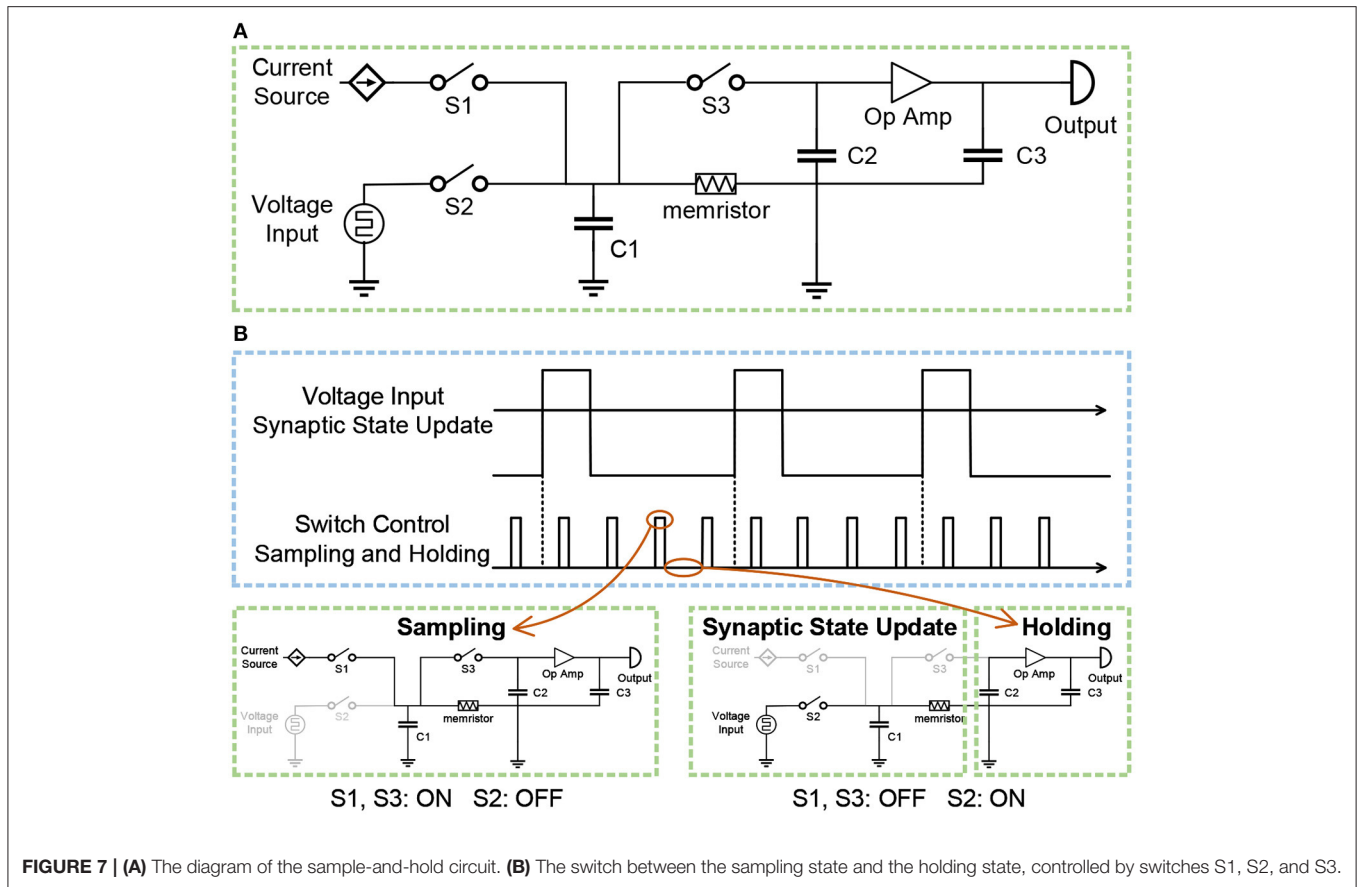 A
Current
Source
S1
S3
Op Amp
Output
C2
C3
Voltage
Input
S2
memristor
C1
B
Voltage Input
Synaptic State Update
Switch Control
Sampling and Holding
Sampling
Current
Source
S1
S3
Op Amp
Output
C2
C3
Voltage
Input
S2
memristor
C1
S1, S3: ON S2: OFF
Synaptic State Update
Holding
Current
Source
S1
S3
Op Amp
Output
C2
C3
Voltage
Input
S2
memristor
C1
S1, S3: OFF S2: ON
FIGURE 7 | (A) The diagram of the sample-and-hold circuit. (B) The switch between the sampling state and the holding state, controlled by switches S1, S2, and S3.